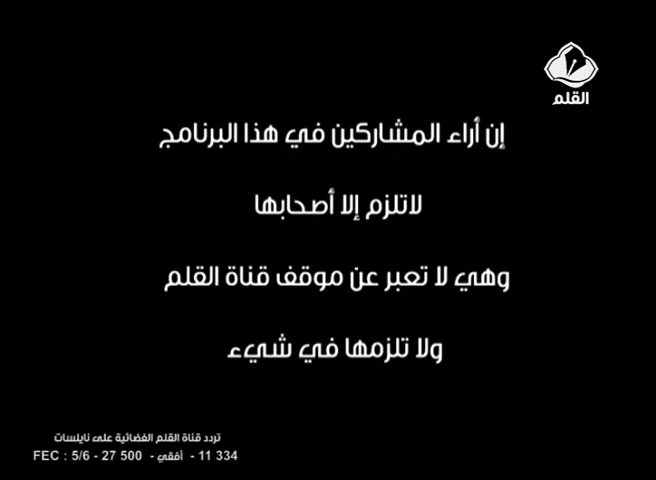 القلم
إن أراء المشاركين في هذا البرنامج
لاتلزم إلا أصحابها
وهي لا تعبر عن موقف قناة القلم
ولا تلزمها في شيء
تردد قناة القلم الفضائية على نايلسات
11 334 - أفقي - 27 500 - FEC : 5/6